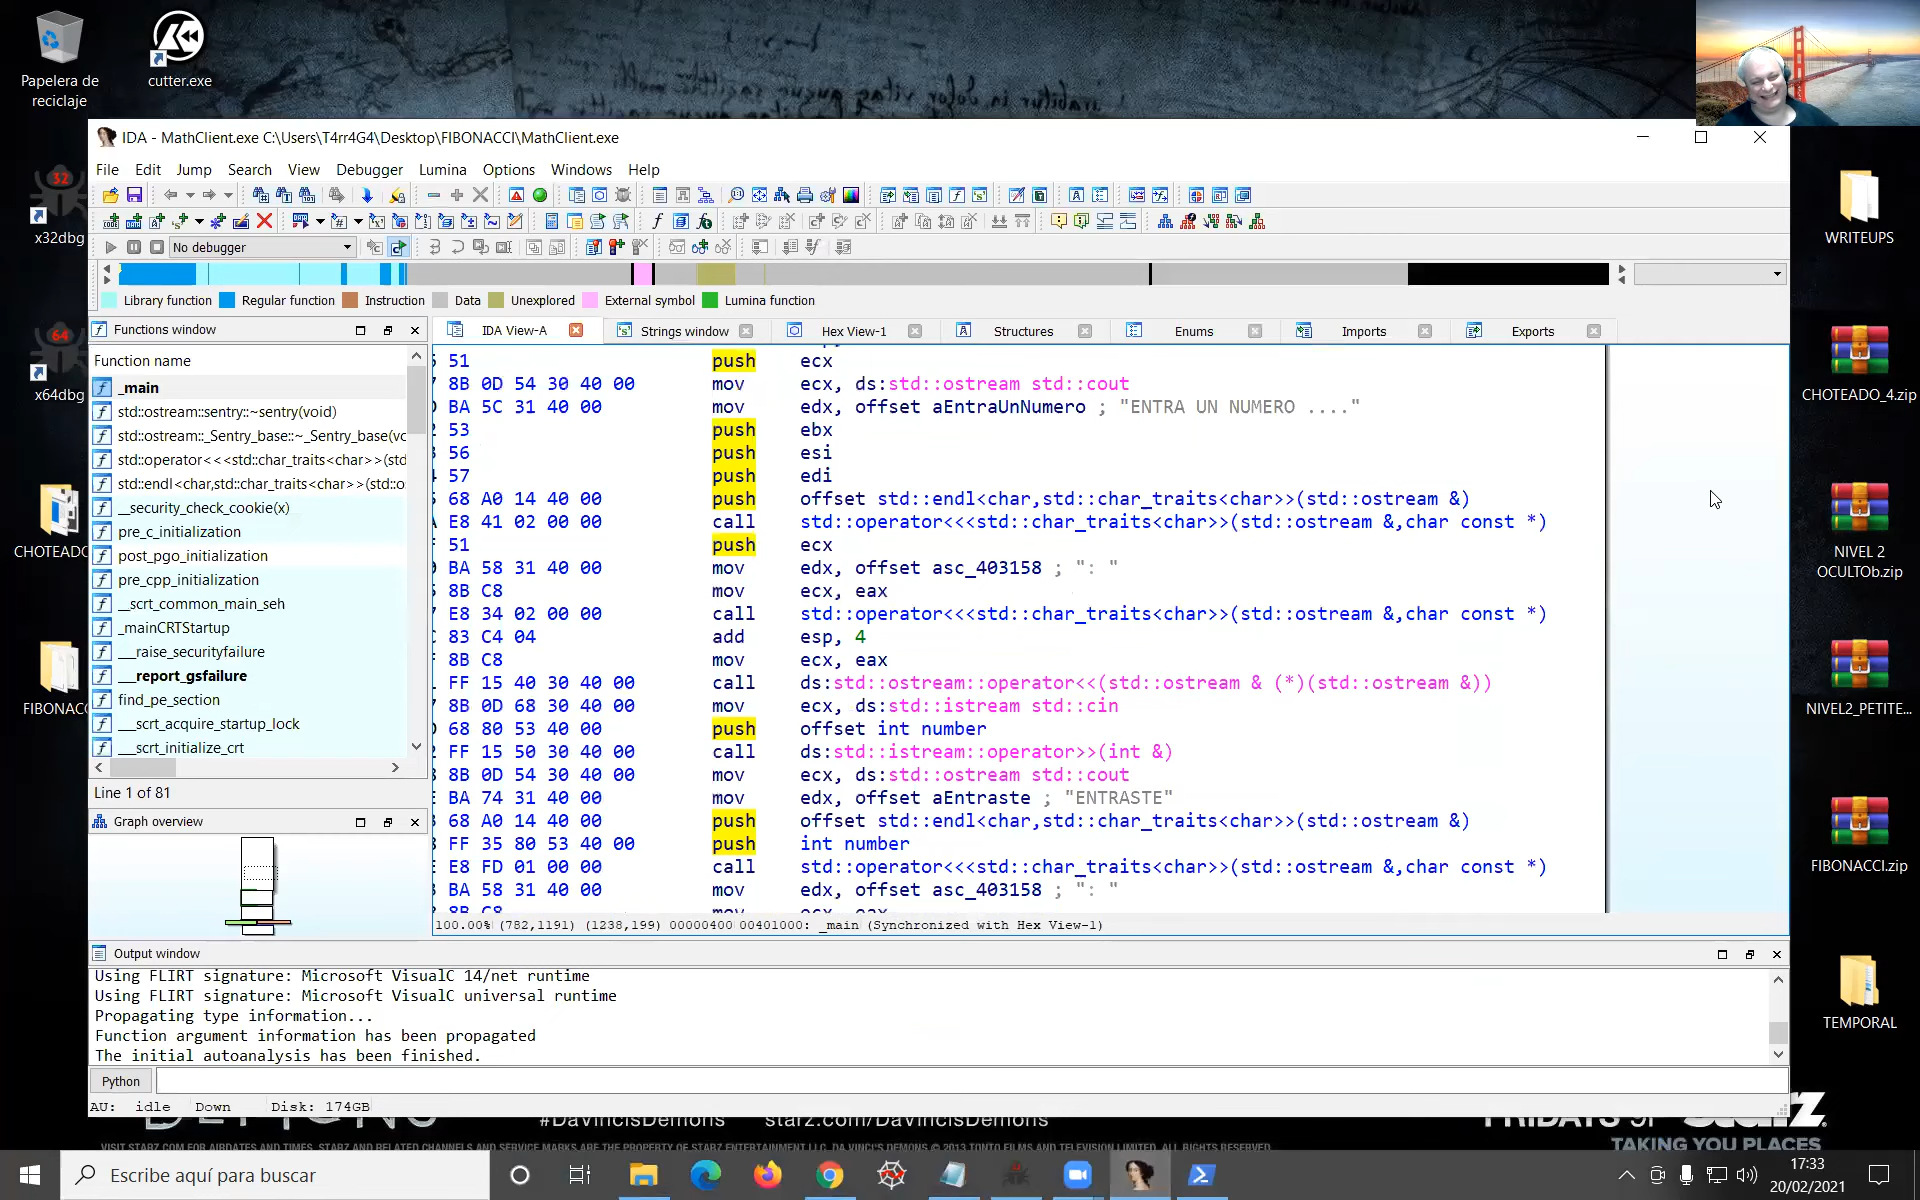 Papelera de
reciclaje
cutter.exe
IDA - MathClient.exe C:\Users\T4rr4G4\Desktop\FIBONACCI\MathClient.exe
File Edit Jump Search View Debugger Lumina Options Windows Help
32
x32dbg
64
x64dbg
CHOTEADO
FIBONACC
WRITEUPS
CHOTEADO_4.zip
NIVEL 2
OCULTOb.zip
NIVEL2_PETITE...
FIBONACCI.zip
TEMPORAL
No debugger
Library function Regular function Instruction Data Unexplored External symbol Lumina function
Functions window
IDA View-A Strings window Hex View-1 Structures Enums Imports Exports
Function name
_main
std::ostream::sentry::~sentry(void)
std::ostream::_Sentry_base::~_Sentry_base(vo
std::operator<<<std::char_traits<char>>(std
std::endl<char,std::char_traits<char>>(std::o
__security_check_cookie(x)
pre_c_initialization
post_pgo_initialization
pre_cpp_initialization
__scrt_common_main_seh
_mainCRTStartup
___raise_securityfailure
___report_gsfailure
find_pe_section
___scrt_acquire_startup_lock
___scrt_initialize_crt
Line 1 of 81
Graph overview
51 push ecx
8B 0D 54 30 40 00 mov ecx, ds:std::ostream std::cout
BA 5C 31 40 00 mov edx, offset aEntraUnNumero ; "ENTRA UN NUMERO ...."
53 push ebx
56 push esi
57 push edi
68 A0 14 40 00 push offset std::endl<char,std::char_traits<char>>(std::ostream &)
E8 41 02 00 00 call std::operator<<<std::char_traits<char>>(std::ostream &,char const *)
51 push ecx
BA 58 31 40 00 mov edx, offset asc_403158 ; ": "
8B C8 mov ecx, eax
E8 34 02 00 00 call std::operator<<<std::char_traits<char>>(std::ostream &,char const *)
83 C4 04 add esp, 4
8B C8 mov ecx, eax
FF 15 40 30 40 00 call ds:std::ostream::operator<<(std::ostream & (*)(std::ostream &))
8B 0D 68 30 40 00 mov ecx, ds:std::istream std::cin
68 80 53 40 00 push offset int number
FF 15 50 30 40 00 call ds:std::istream::operator>>(int &)
8B 0D 54 30 40 00 mov ecx, ds:std::ostream std::cout
BA 74 31 40 00 mov edx, offset aEntraste ; "ENTRASTE"
68 A0 14 40 00 push offset std::endl<char,std::char_traits<char>>(std::ostream &)
FF 35 80 53 40 00 push int number
E8 FD 01 00 00 call std::operator<<<std::char_traits<char>>(std::ostream &,char const *)
BA 58 31 40 00 mov edx, offset asc_403158 ; ": "
8B C8 mov ecx, eax
100.00% (782,1191) (1238,199) 00000400 00401000: _main (Synchronized with Hex View-1)
Output window
Using FLIRT signature: Microsoft VisualC 14/net runtime
Using FLIRT signature: Microsoft VisualC universal runtime
Propagating type information...
Function argument information has been propagated
The initial autoanalysis has been finished.
Python
AU: idle Down Disk: 174GB
#DaVincisDemons starz.com/DaVincisDemons
TAKING YOU PLACES
Escribe aquí para buscar
17:33
20/02/2021